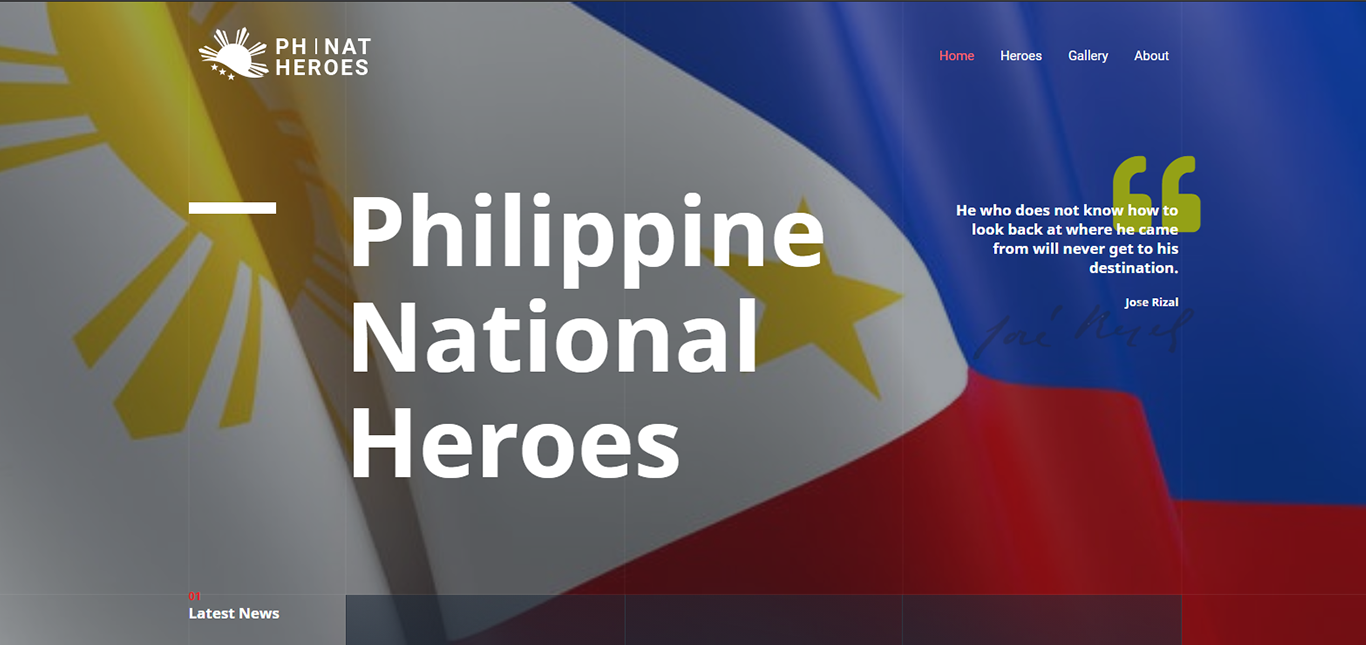 PH | NAT
HEROES
Home Heroes Gallery About
Philippine
National
Heroes
He who does not know how to
look back at where he came
from will never get to his
destination.
Jose Rizal
01
Latest News